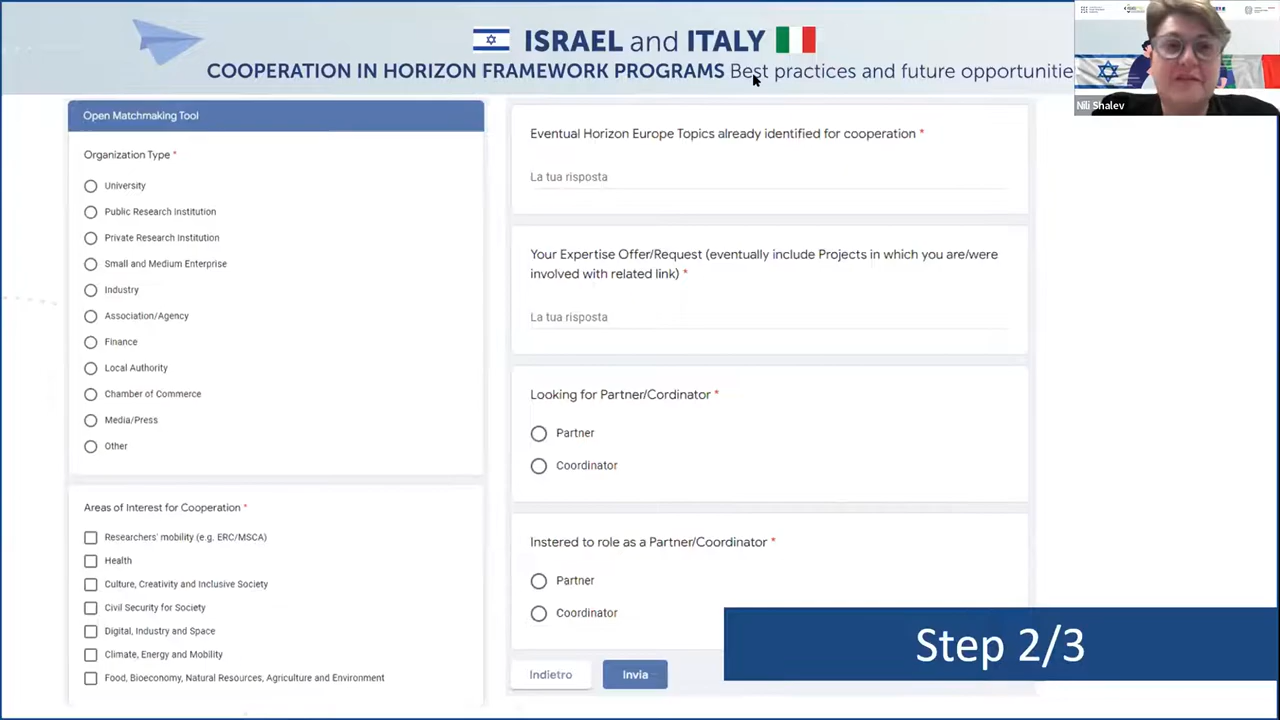 ISRAEL and ITALY
COOPERATION IN HORIZON FRAMEWORK PROGRAMS Best practices and future opportunitie
Nili Shalev
Open Matchmaking Tool
Organization Type *
University
Public Research Institution
Private Research Institution
Small and Medium Enterprise
Industry
Association/Agency
Finance
Local Authority
Chamber of Commerce
Media/Press
Other
Areas of Interest for Cooperation *
Researchers' mobility (e.g. ERC/MSCA)
Health
Culture, Creativity and Inclusive Society
Civil Security for Society
Digital, Industry and Space
Climate, Energy and Mobility
Food, Bioeconomy, Natural Resources, Agriculture and Environment
Eventual Horizon Europe Topics already identified for cooperation *
La tua risposta
Your Expertise Offer/Request (eventually include Projects in which you are/were
involved with related link) *
La tua risposta
Looking for Partner/Cordinator *
Partner
Coordinator
Instered to role as a Partner/Coordinator *
Partner
Coordinator
Indietro
Invia
Step 2/3